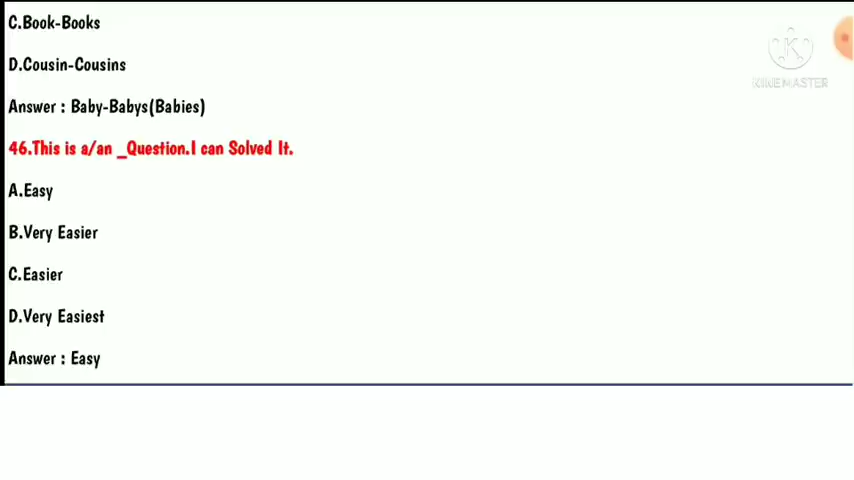 C.Book-Books
D.Cousin-Cousins
Answer : Baby-Babys(Babies)
46.This is a/an _Question.I can Solved It.
A.Easy
B.Very Easier
C.Easier
D.Very Easiest
Answer : Easy
KINEMASTER